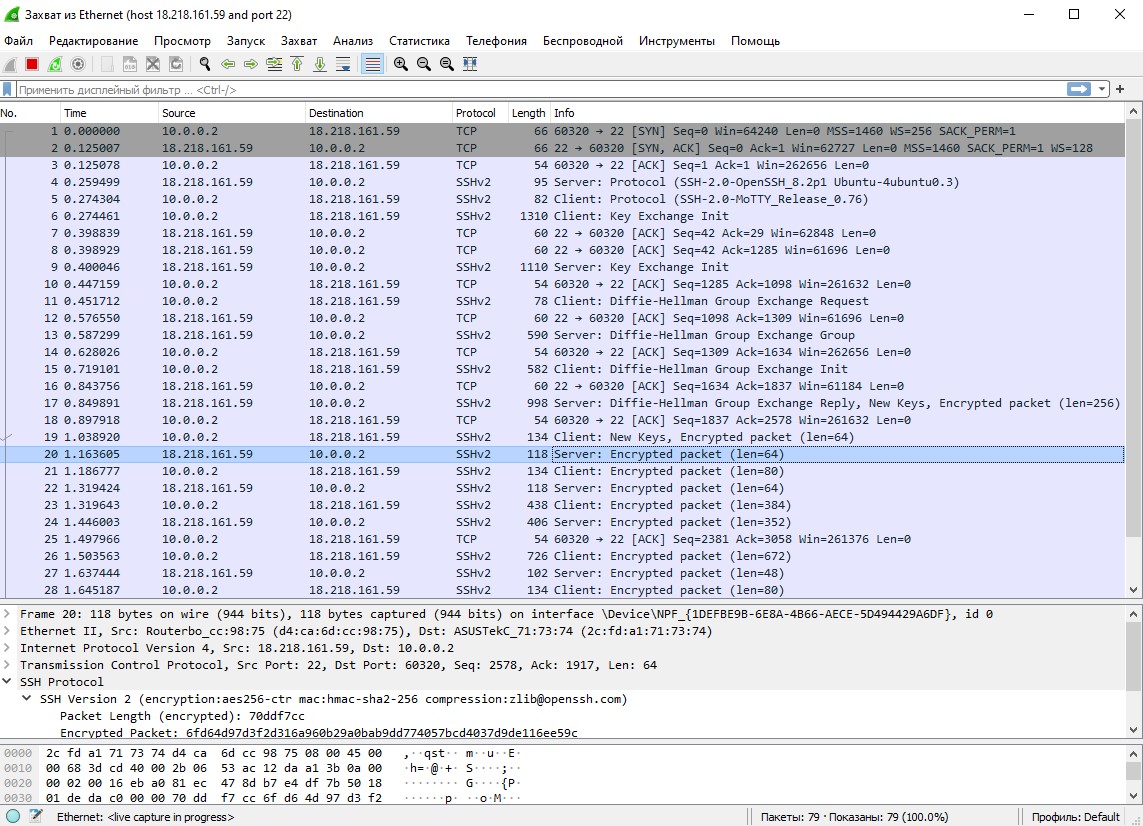 Захват из Ethernet (host 18.218.161.59 and port 22)
Файл Редактирование Просмотр Запуск Захват Анализ Статистика Телефония Беспроводной Инструменты Помощь
Применить дисплейный фильтр ... <Ctrl-/>
No. Time Source Destination Protocol Length Info
1 0.000000 10.0.0.2 18.218.161.59 TCP 66 60320 → 22 [SYN] Seq=0 Win=64240 Len=0 MSS=1460 WS=256 SACK_PERM=1
2 0.125007 18.218.161.59 10.0.0.2 TCP 66 22 → 60320 [SYN, ACK] Seq=0 Ack=1 Win=62727 Len=0 MSS=1460 SACK_PERM=1 WS=128
3 0.125078 10.0.0.2 18.218.161.59 TCP 54 60320 → 22 [ACK] Seq=1 Ack=1 Win=262656 Len=0
4 0.259499 18.218.161.59 10.0.0.2 SSHv2 95 Server: Protocol (SSH-2.0-OpenSSH_8.2p1 Ubuntu-4ubuntu0.3)
5 0.274304 10.0.0.2 18.218.161.59 SSHv2 82 Client: Protocol (SSH-2.0-MoTTY_Release_0.76)
6 0.274461 10.0.0.2 18.218.161.59 SSHv2 1310 Client: Key Exchange Init
7 0.398839 18.218.161.59 10.0.0.2 TCP 60 22 → 60320 [ACK] Seq=42 Ack=29 Win=62848 Len=0
8 0.398929 18.218.161.59 10.0.0.2 TCP 60 22 → 60320 [ACK] Seq=42 Ack=1285 Win=61696 Len=0
9 0.400046 18.218.161.59 10.0.0.2 SSHv2 1110 Server: Key Exchange Init
10 0.447159 10.0.0.2 18.218.161.59 TCP 54 60320 → 22 [ACK] Seq=1285 Ack=1098 Win=261632 Len=0
11 0.451712 10.0.0.2 18.218.161.59 SSHv2 78 Client: Diffie-Hellman Group Exchange Request
12 0.576550 18.218.161.59 10.0.0.2 TCP 60 22 → 60320 [ACK] Seq=1098 Ack=1309 Win=61696 Len=0
13 0.587299 18.218.161.59 10.0.0.2 SSHv2 590 Server: Diffie-Hellman Group Exchange Group
14 0.628026 10.0.0.2 18.218.161.59 TCP 54 60320 → 22 [ACK] Seq=1309 Ack=1634 Win=262656 Len=0
15 0.719101 10.0.0.2 18.218.161.59 SSHv2 582 Client: Diffie-Hellman Group Exchange Init
16 0.843756 18.218.161.59 10.0.0.2 TCP 60 22 → 60320 [ACK] Seq=1634 Ack=1837 Win=61184 Len=0
17 0.849891 18.218.161.59 10.0.0.2 SSHv2 998 Server: Diffie-Hellman Group Exchange Reply, New Keys, Encrypted packet (len=256)
18 0.897918 10.0.0.2 18.218.161.59 TCP 54 60320 → 22 [ACK] Seq=1837 Ack=2578 Win=261632 Len=0
19 1.038920 10.0.0.2 18.218.161.59 SSHv2 134 Client: New Keys, Encrypted packet (len=64)
20 1.163605 18.218.161.59 10.0.0.2 SSHv2 118 Server: Encrypted packet (len=64)
21 1.186777 10.0.0.2 18.218.161.59 SSHv2 134 Client: Encrypted packet (len=80)
22 1.319424 18.218.161.59 10.0.0.2 SSHv2 118 Server: Encrypted packet (len=64)
23 1.319643 10.0.0.2 18.218.161.59 SSHv2 438 Client: Encrypted packet (len=384)
24 1.446003 18.218.161.59 10.0.0.2 SSHv2 406 Server: Encrypted packet (len=352)
25 1.497966 10.0.0.2 18.218.161.59 TCP 54 60320 → 22 [ACK] Seq=2381 Ack=3058 Win=261376 Len=0
26 1.503563 10.0.0.2 18.218.161.59 SSHv2 726 Client: Encrypted packet (len=672)
27 1.637444 18.218.161.59 10.0.0.2 SSHv2 102 Server: Encrypted packet (len=48)
28 1.645187 10.0.0.2 18.218.161.59 SSHv2 134 Client: Encrypted packet (len=80)
Frame 20: 118 bytes on wire (944 bits), 118 bytes captured (944 bits) on interface \Device\NPF_{1DEFBE9B-6E8A-4B66-AECE-5D494429A6DF}, id 0
Ethernet II, Src: Routerbo_cc:98:75 (d4:ca:6d:cc:98:75), Dst: ASUSTekC_71:73:74 (2c:fd:a1:71:73:74)
Internet Protocol Version 4, Src: 18.218.161.59, Dst: 10.0.0.2
Transmission Control Protocol, Src Port: 22, Dst Port: 60320, Seq: 2578, Ack: 1917, Len: 64
SSH Protocol
SSH Version 2 (encryption:aes256-ctr mac:hmac-sha2-256 compression:zlib@openssh.com)
Packet Length (encrypted): 70ddf7cc
Encrypted Packet: 6fd64d97d3f2d316a960b29a0bab9dd774057bcd4037d9de116ee59c
0000 2c fd a1 71 73 74 d4 ca 6d cc 98 75 08 00 45 00 ,··qst·· m··u··E·
0010 00 68 3d cd 40 00 2b 06 53 ac 12 da a1 3b 0a 00 ·h=·@·+· S····;··
0020 00 02 00 16 eb a0 81 ec 47 8d b7 e4 df 7b 50 18 ········ G····{P·
0030 01 de da c0 00 00 70 dd f7 cc 6f d6 4d 97 d3 f2 ······p· ··o·M···
Ethernet: <live capture in progress> Пакеты: 79 · Показаны: 79 (100.0%) Профиль: Default